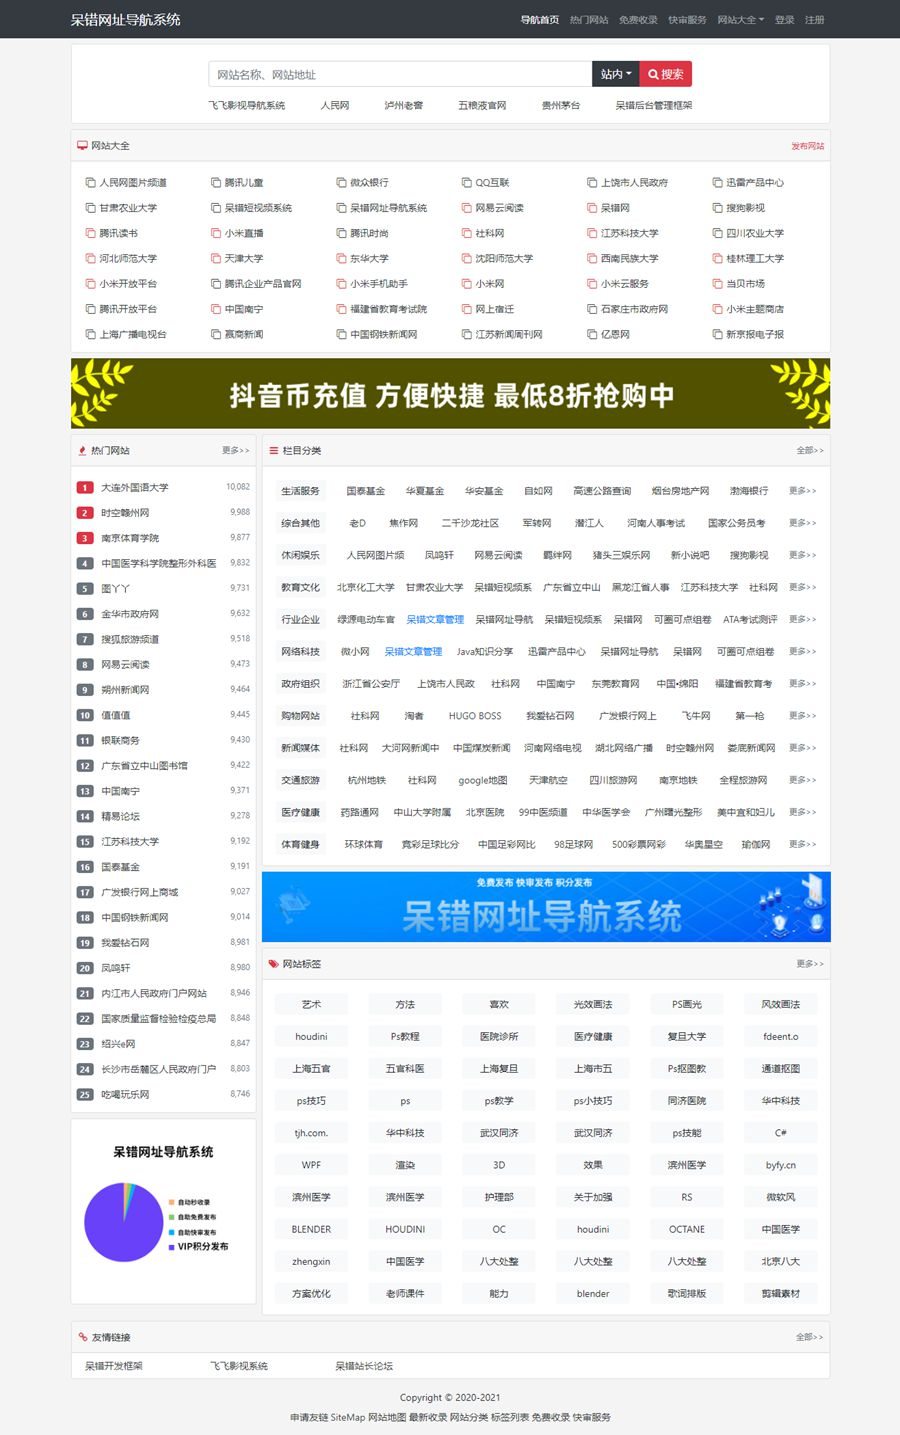 呆错网址导航系统
导航首页 热门网站 免费收录 快审服务 网站大全 登录 注册
网站名称、网站地址 站内 搜索
飞飞影视导航系统 人民网 泸州老窖 五粮液官网 贵州茅台 呆错后台管理框架
网站大全 发布网站
人民网图片频道 腾讯儿童 微众银行 QQ互联 上饶市人民政府 迅雷产品中心
甘肃农业大学 呆错短视频系统 呆错网址导航系统 网易云阅读 呆错网 搜狗影视
腾讯读书 小米直播 腾讯时尚 社科网 江苏科技大学 四川农业大学
河北师范大学 天津大学 东华大学 沈阳师范大学 西南民族大学 桂林理工大学
小米开放平台 腾讯企业产品官网 小米手机助手 小米网 小米云服务 当贝市场
腾讯开放平台 中国南宁 福建省教育考试院 网上宿迁 石家庄市政府网 小米主题商店
上海广播电视台 赢商新闻 中国钢铁新闻网 江苏新闻周刊网 亿恩网 新京报电子报
抖音币充值 方便快捷 最低8折抢购中
热门网站 更多>>
1 大连外国语大学 10,082
2 时空赣州网 9,988
3 南京体育学院 9,877
4 中国医学科学院整形外科医 9,832
5 图丫丫 9,731
6 金华市政府网 9,632
7 搜狐旅游频道 9,518
8 网易云阅读 9,473
9 朔州新闻网 9,464
10 值值值 9,445
11 银联商务 9,430
12 广东省立中山图书馆 9,422
13 中国南宁 9,371
14 精易论坛 9,278
15 江苏科技大学 9,192
16 国泰基金 9,191
17 广发银行网上商城 9,027
18 中国钢铁新闻网 9,014
19 我爱钻石网 8,981
20 凤鸣轩 8,980
21 内江市人民政府门户网站 8,946
22 国家质量监督检验检疫总局 8,848
23 绍兴e网 8,847
24 长沙市岳麓区人民政府门户 8,803
25 吃喝玩乐网 8,746
呆错网址导航系统
自动秒收录
自助免费发布
自助快审发布
VIP积分发布
栏目分类 全部>>
生活服务 国泰基金 华夏基金 华安基金 自如网 高速公路查询 烟台房地产网 渤海银行 更多>>
综合其他 老D 焦作网 二千沙龙社区 军转网 潜江人 河南人事考试 国家公务员考 更多>>
休闲娱乐 人民网图片频 凤鸣轩 网易云阅读 羁绊网 猪头三娱乐网 新小说吧 搜狗影视 更多>>
教育文化 北京化工大学 甘肃农业大学 呆错短视频系 广东省立中山 黑龙江省人事 江苏科技大学 社科网 更多>>
行业企业 绿源电动车官 呆错文章管理 呆错网址导航 呆错短视频系 呆错网 可圈可点组卷 ATA考试测评 更多>>
网络科技 微小网 呆错文章管理 Java知识分享 迅雷产品中心 呆错网址导航 呆错网 可圈可点组卷 更多>>
政府组织 浙江省公安厅 上饶市人民政 社科网 中国南宁 东莞教育网 中国•绵阳 福建省教育考 更多>>
购物网站 社科网 淘者 HUGO BOSS 我爱钻石网 广发银行网上 飞牛网 第一枪 更多>>
新闻媒体 社科网 大河网新闻中 中国煤炭新闻 河南网络电视 湖北网络广播 时空赣州网 娄底新闻网 更多>>
交通旅游 杭州地铁 社科网 google地图 天津航空 四川旅游网 南京地铁 全程旅游网 更多>>
医疗健康 药路通网 中山大学附属 北京医院 99中医频道 中华医学会 广州曙光整形 美中宜和妇儿 更多>>
体育健身 环球体育 竞彩足球比分 中国足彩网比 98足球网 500彩票网彩 华奥星空 瑜伽网 更多>>
免费发布 快审发布 积分发布
呆错网址导航系统
网站标签 更多>>
艺术 方法 喜欢 光效画法 PS画光 风效画法
houdini Ps教程 医院诊所 医疗健康 复旦大学 fdeent.o
上海五官 五官科医 上海复旦 上海市五 Ps抠图教 通道抠图
ps技巧 ps ps教学 ps小技巧 同济医院 华中科技
tjh.com. 华中科技 武汉同济 武汉同济 ps技能 C#
WPF 渲染 3D 效果 滨州医学 byfy.cn
滨州医学 滨州医学 护理部 关于加强 RS 微软风
BLENDER HOUDINI OC houdini OCTANE 中国医学
zhengxin 中国医学 八大处整 八大处整 八大处整 北京八大
方案优化 老师课件 能力 blender 歌词排版 剪辑素材
友情链接 全部>>
呆错开发框架 飞飞影视系统 呆错站长论坛
Copyright © 2020-2021
申请友链 SiteMap 网站地图 最新收录 网站分类 标签列表 免费收录 快审服务